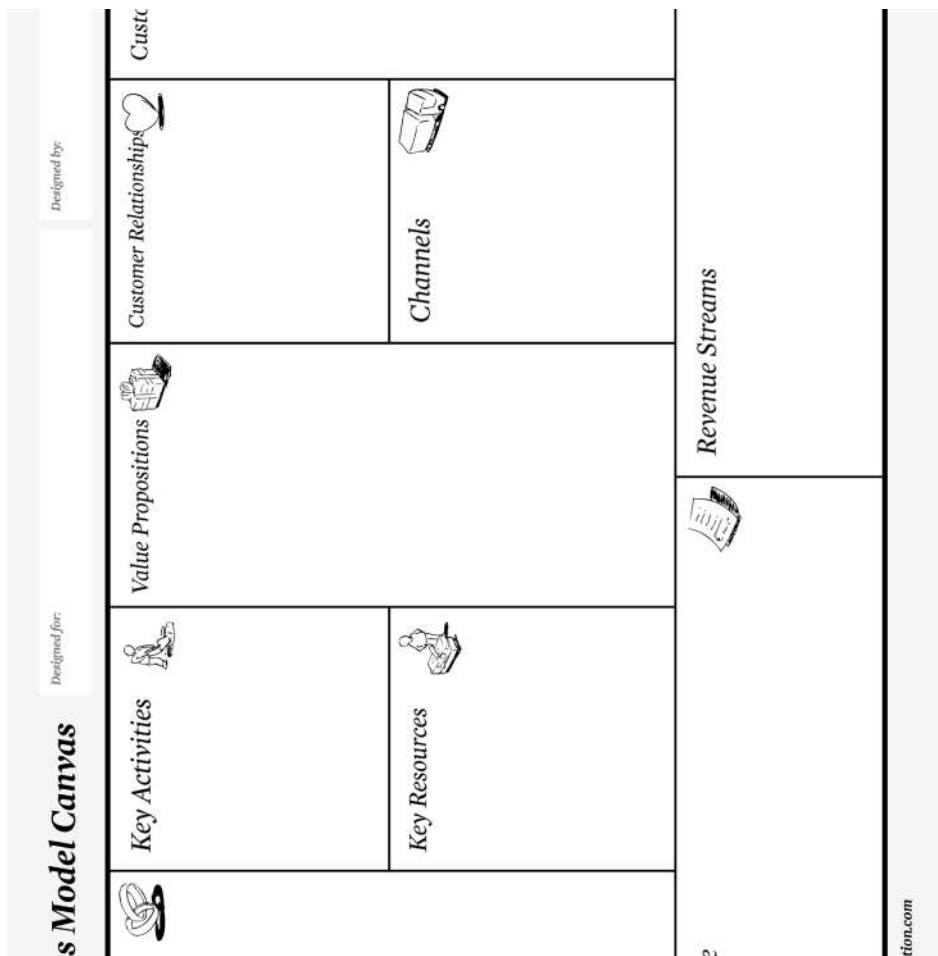 s Model Canvas
Designed for:
Designed by:
Key Activities
Value Propositions
Customer Relationships
Custo
Key Resources
Channels
Revenue Streams
e
tion.com